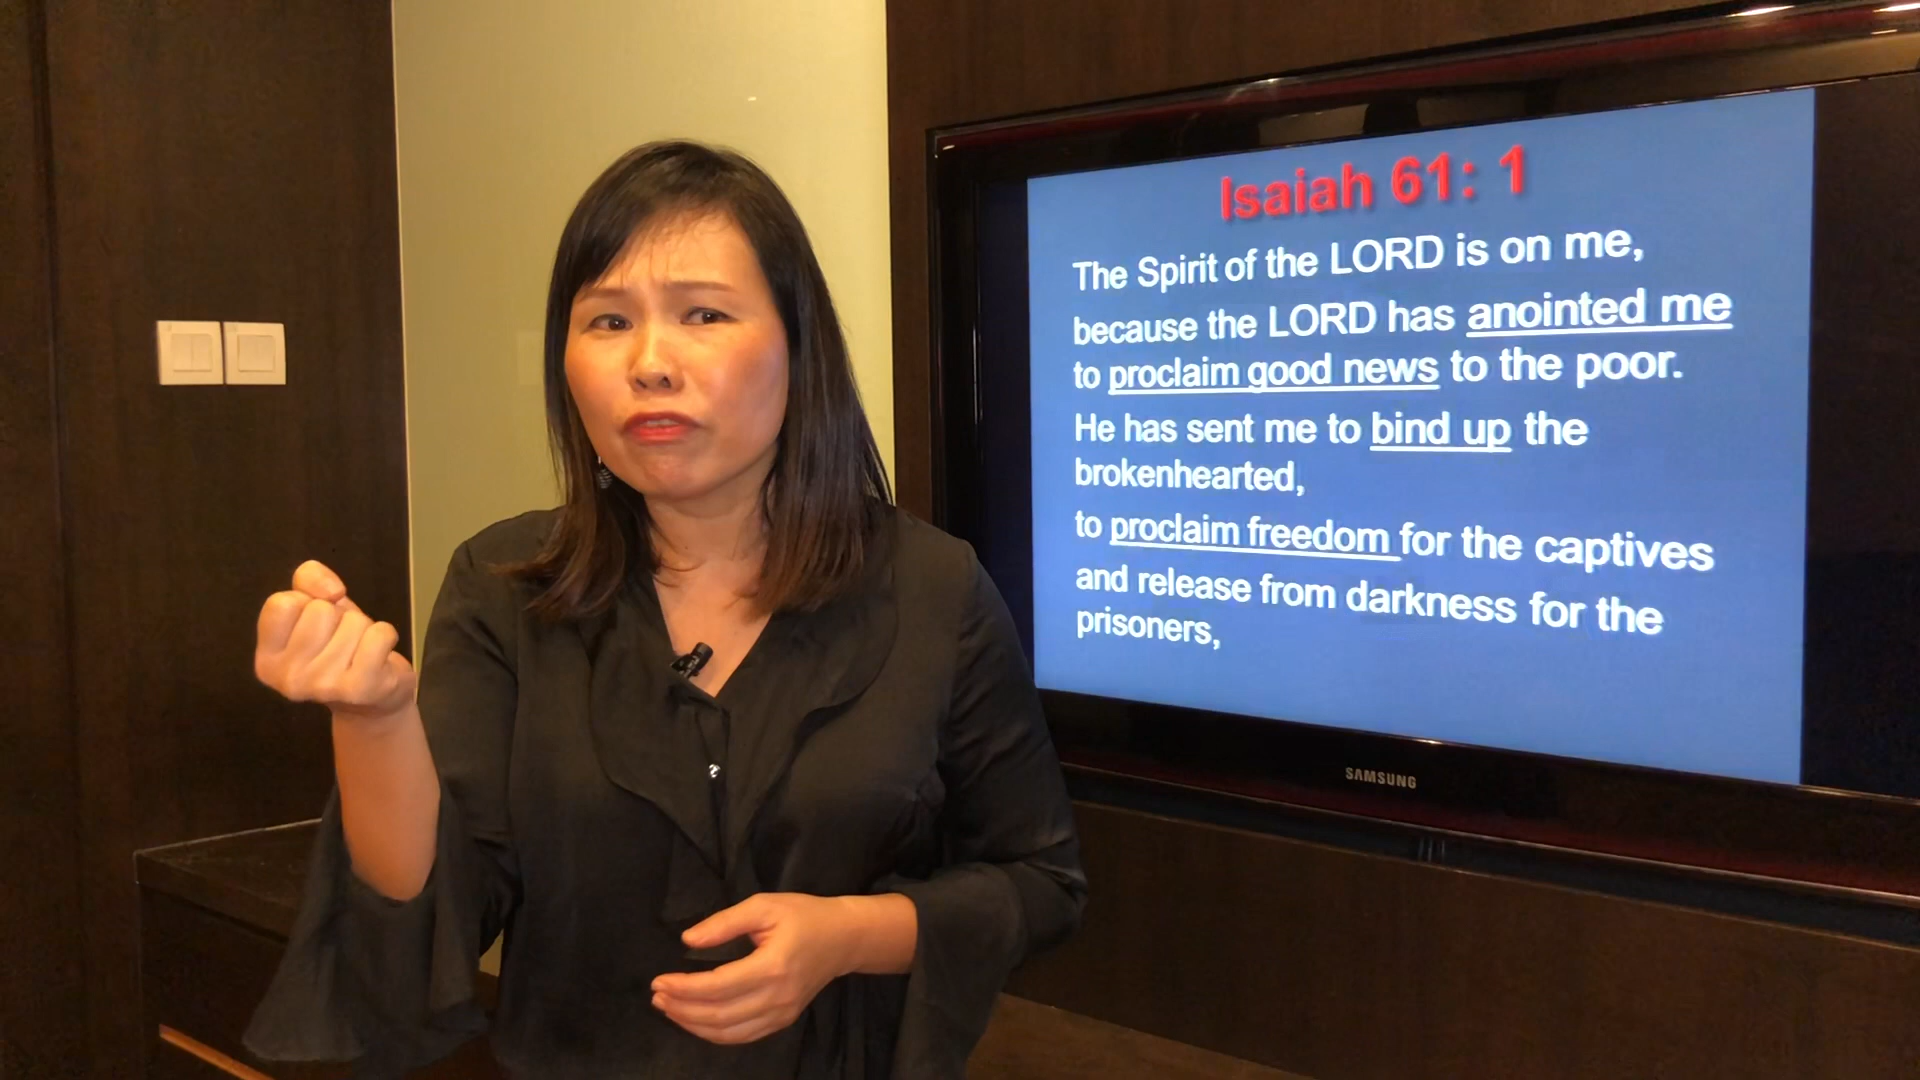 Isaiah 61: 1
The Spirit of the LORD is on me,
because the LORD has anointed me
to proclaim good news to the poor.
He has sent me to bind up the
brokenhearted,
to proclaim freedom for the captives
and release from darkness for the
prisoners,
SAMSUNG